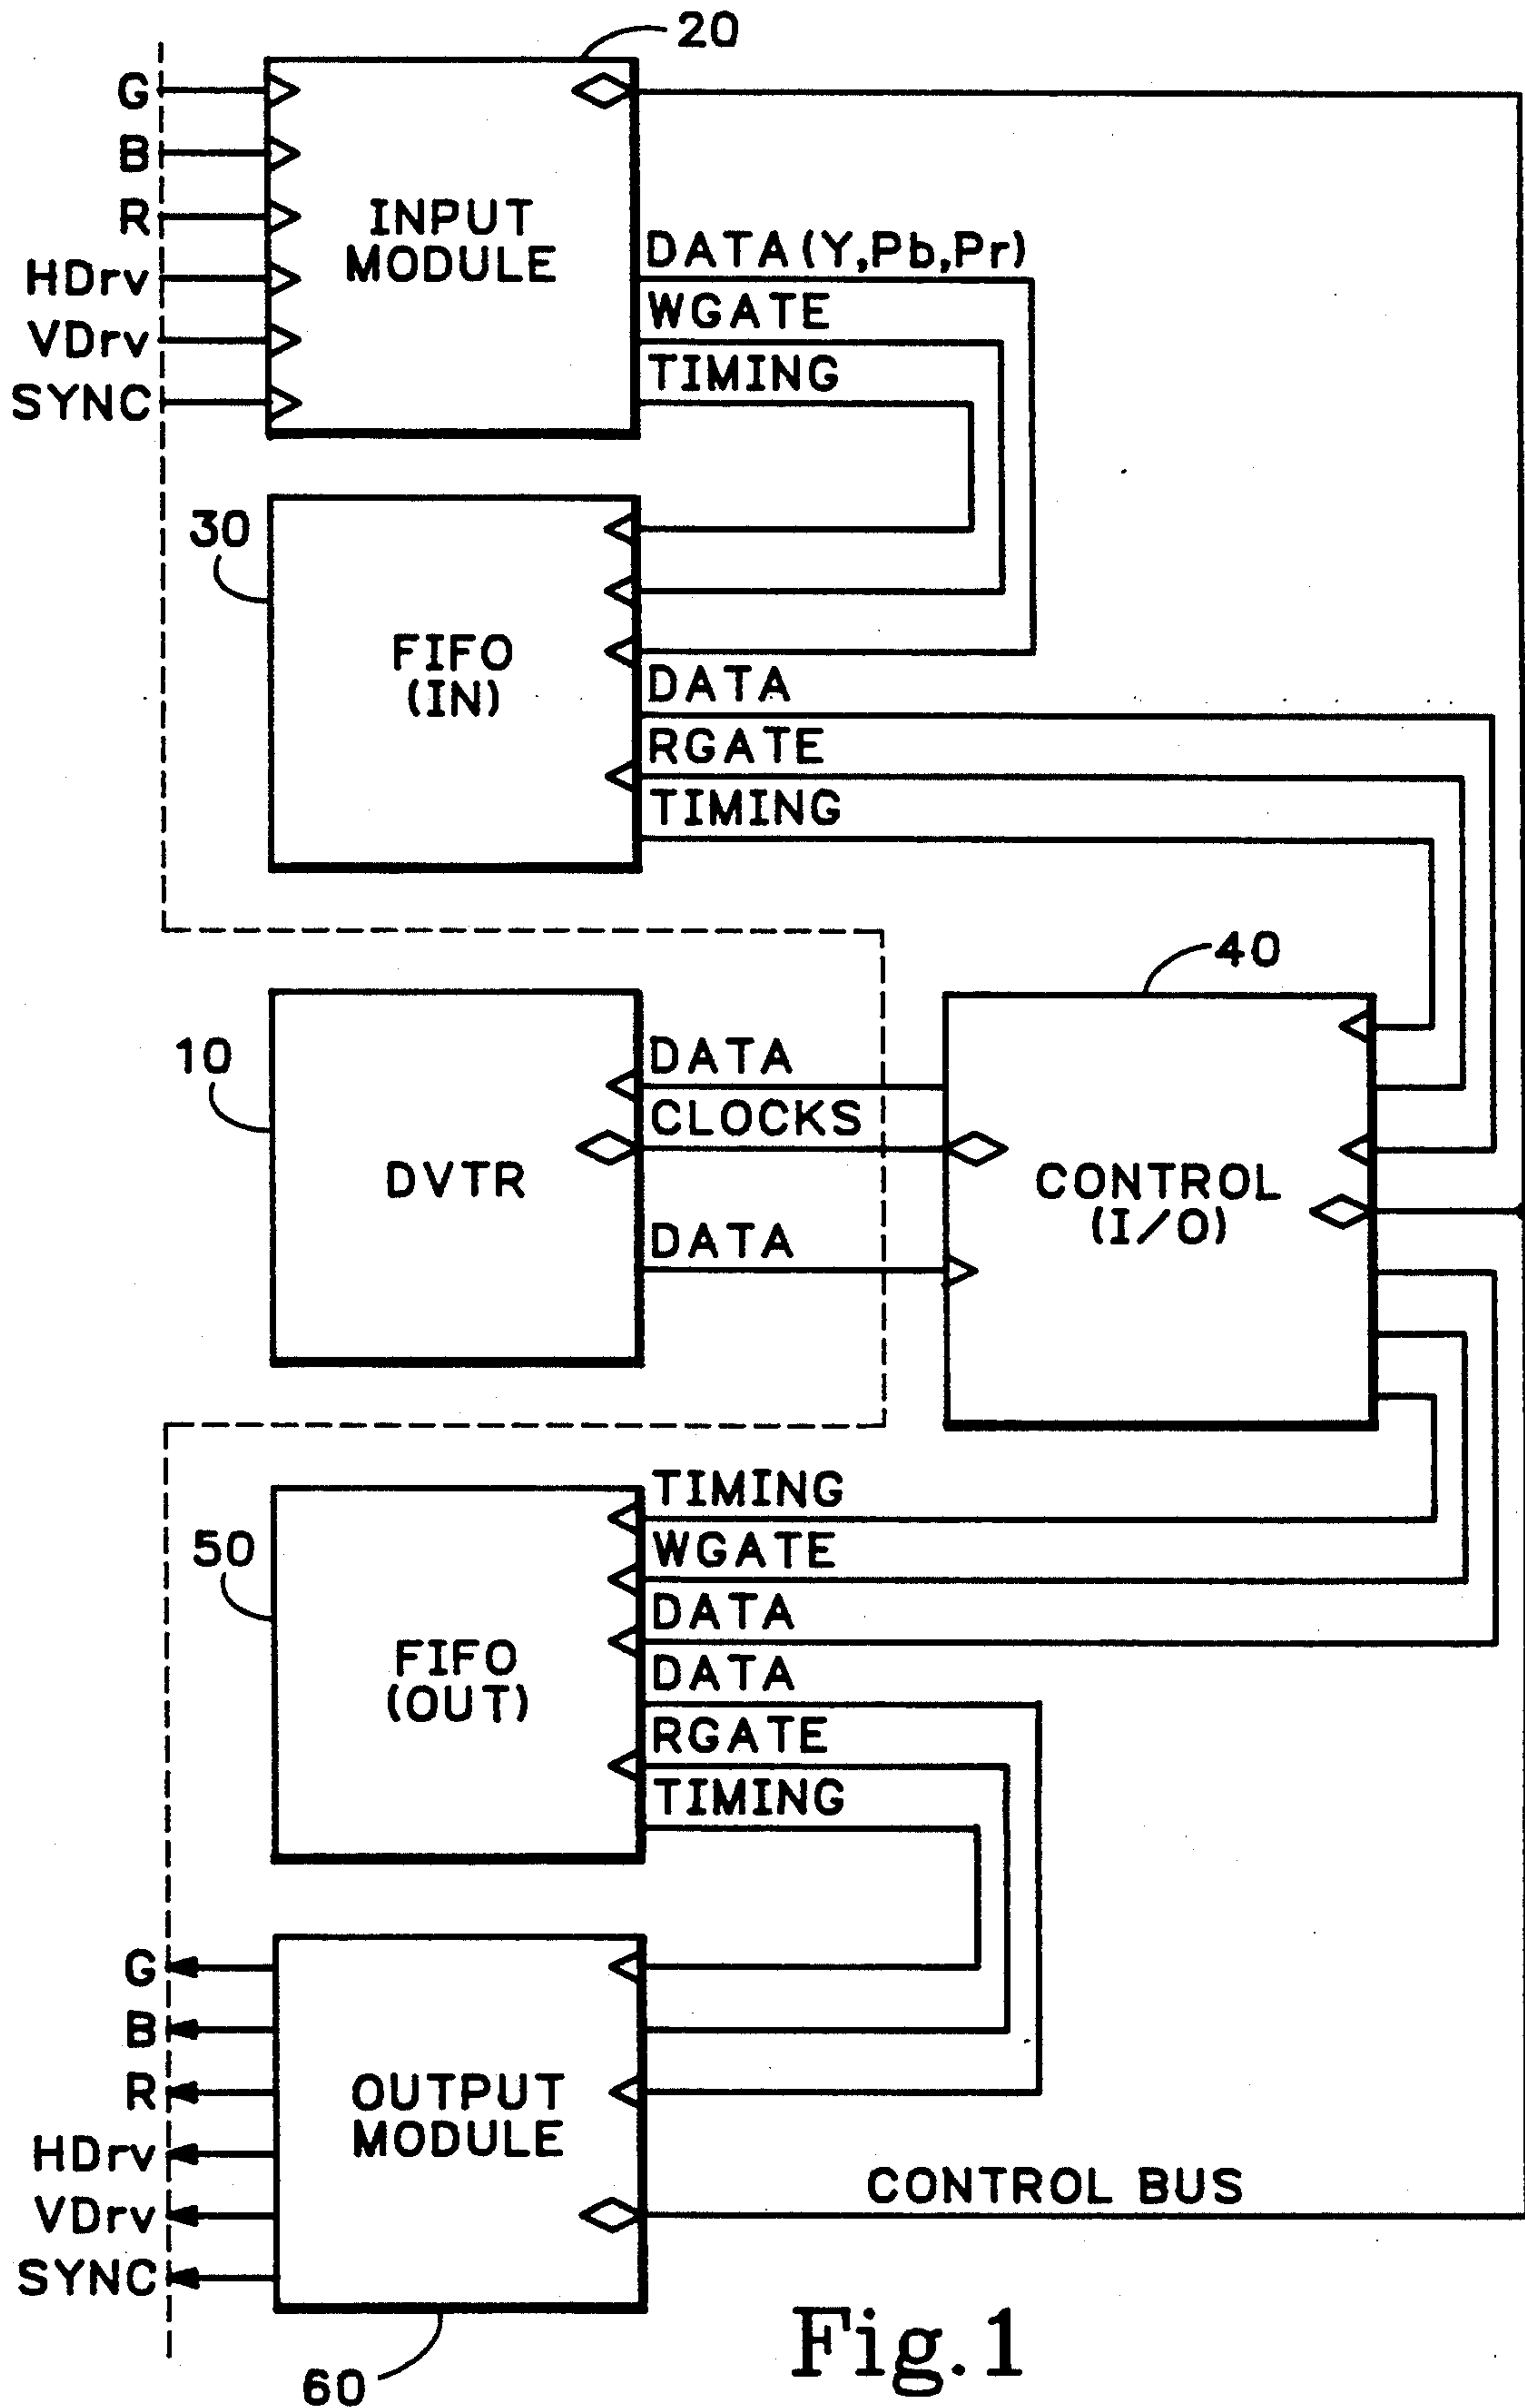 20
G
B
R
HDrv
VDrv
SYNC
INPUT
MODULE
DATA(Y,Pb,Pr)
WGATE
TIMING
30
FIFO
(IN)
DATA
RGATE
TIMING
40
10
DVTR
DATA
CLOCKS
DATA
CONTROL
(I/O)
50
FIFO
(OUT)
TIMING
WGATE
DATA
DATA
RGATE
TIMING
G
B
R
HDrv
VDrv
SYNC
OUTPUT
MODULE
CONTROL BUS
60
Fig.1